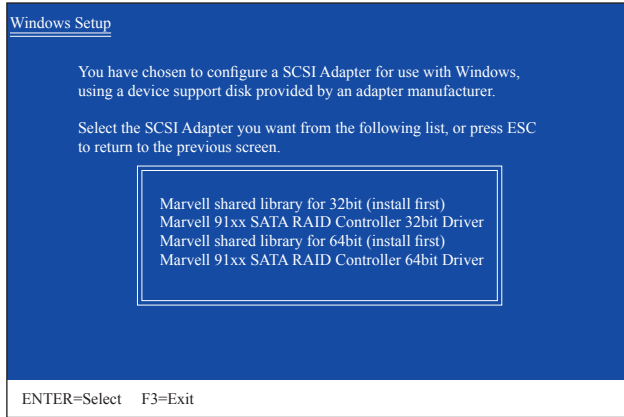 Windows Setup
You have chosen to configure a SCSI Adapter for use with Windows,
using a device support disk provided by an adapter manufacturer.
Select the SCSI Adapter you want from the following list, or press ESC
to return to the previous screen.
Marvell shared library for 32bit (install first)
Marvell 91xx SATA RAID Controller 32bit Driver
Marvell shared library for 64bit (install first)
Marvell 91xx SATA RAID Controller 64bit Driver
ENTER=Select F3=Exit